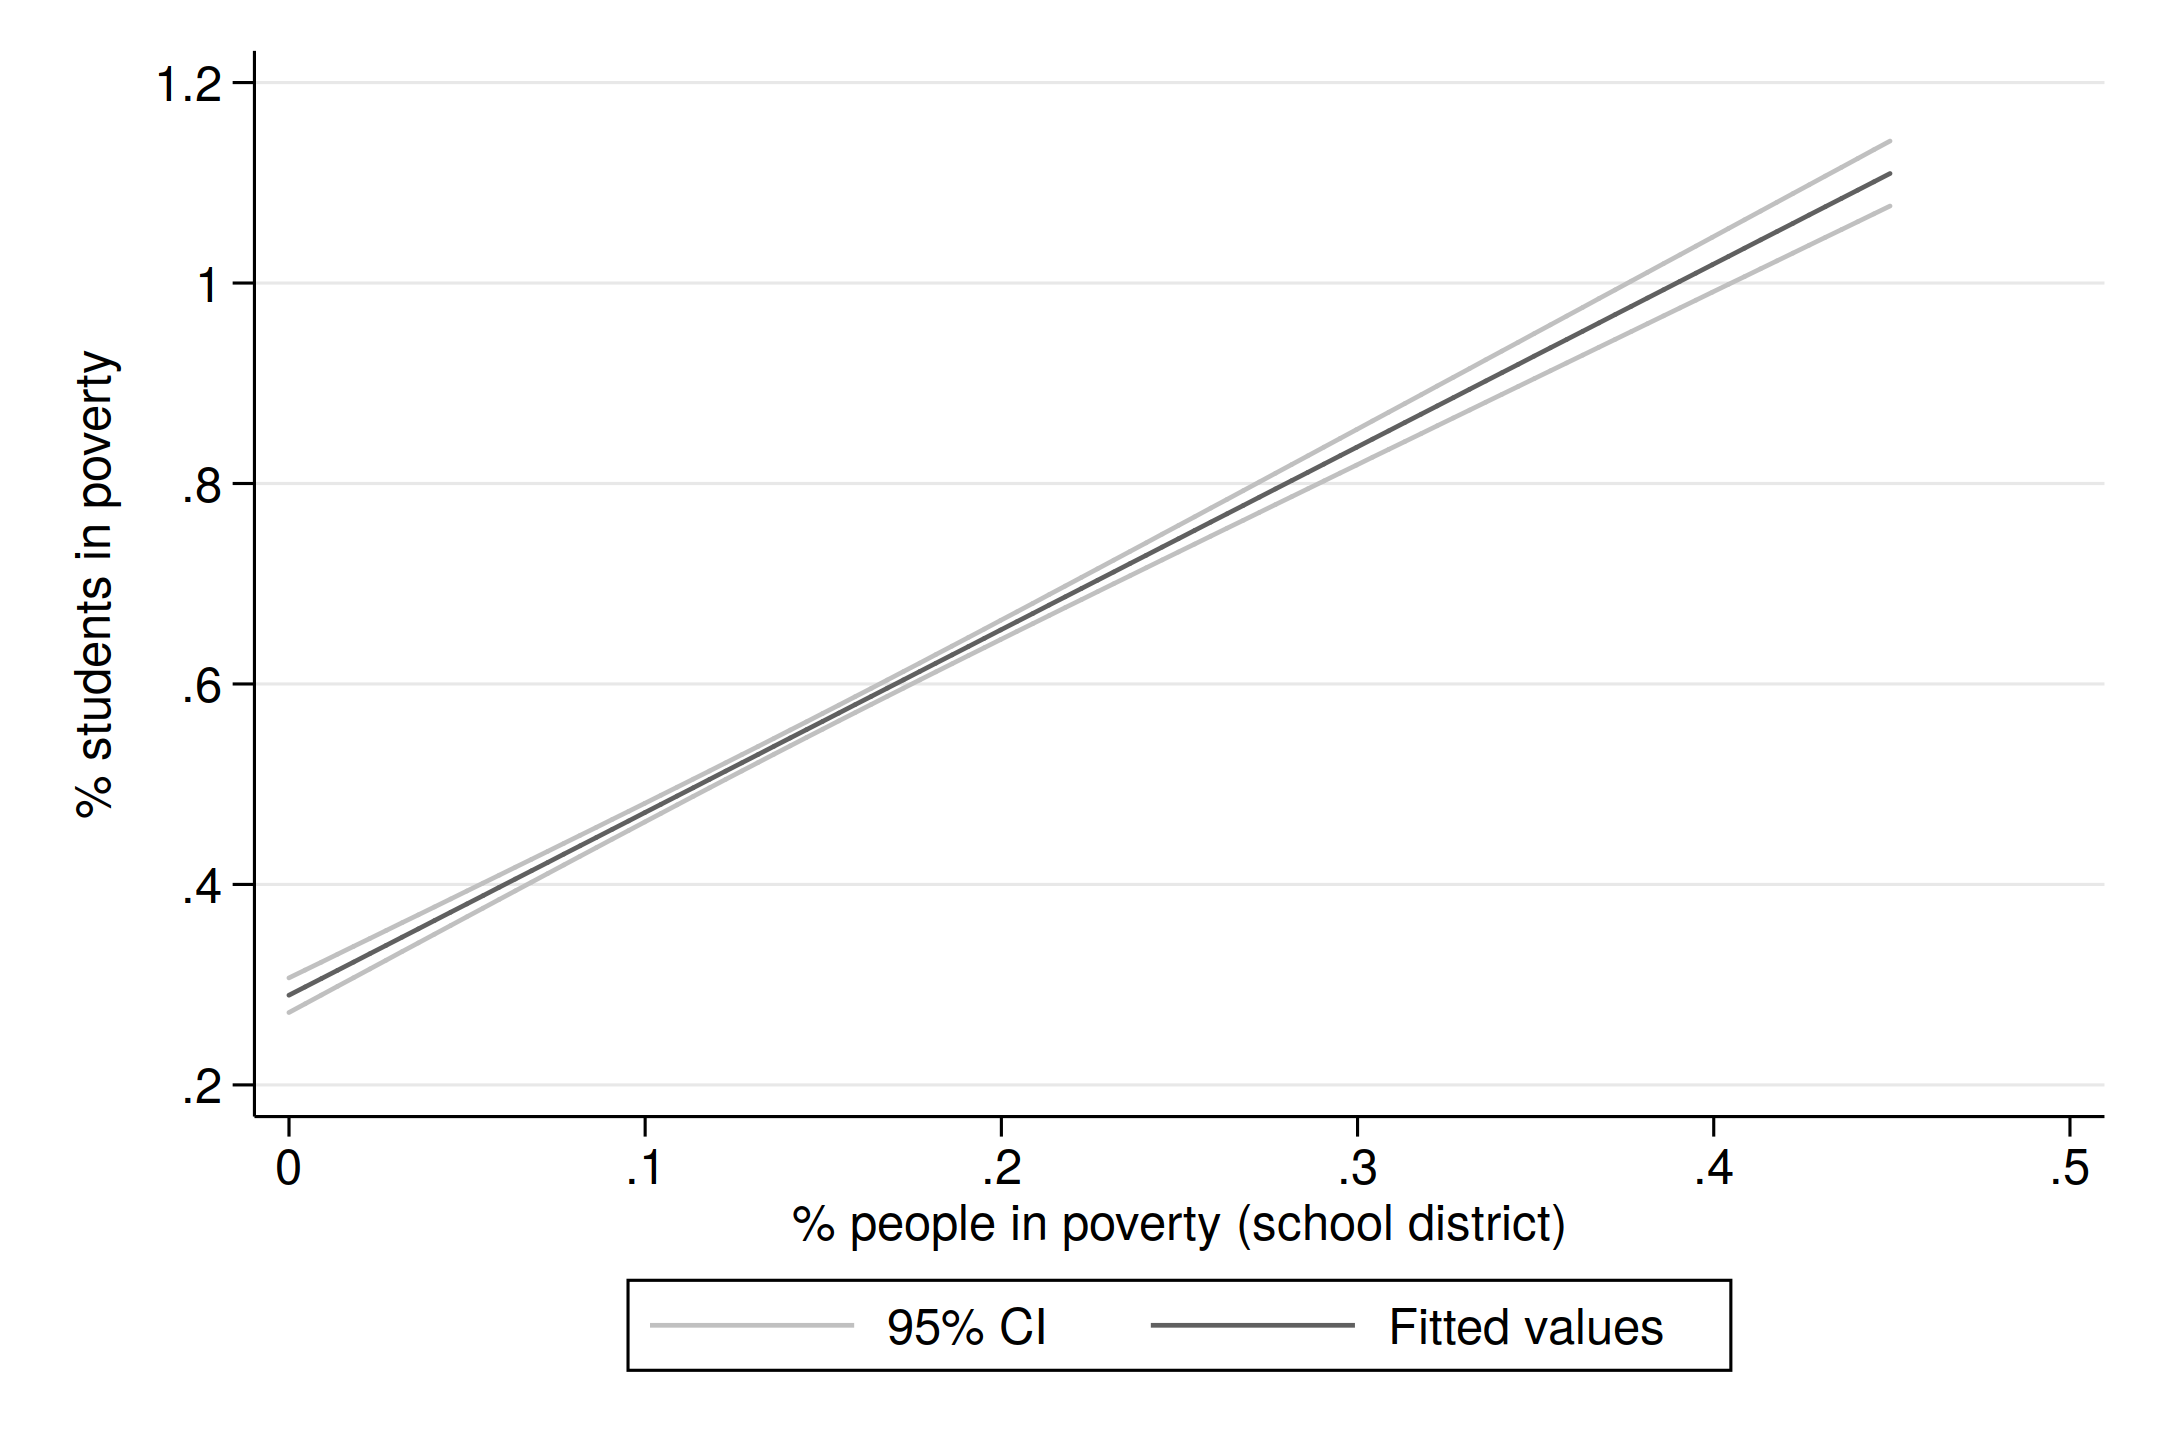 1.2
1
.8
.6
.4
.2
% students in poverty
0 .1 .2 .3 .4 .5
% people in poverty (school district)
95% CI Fitted values